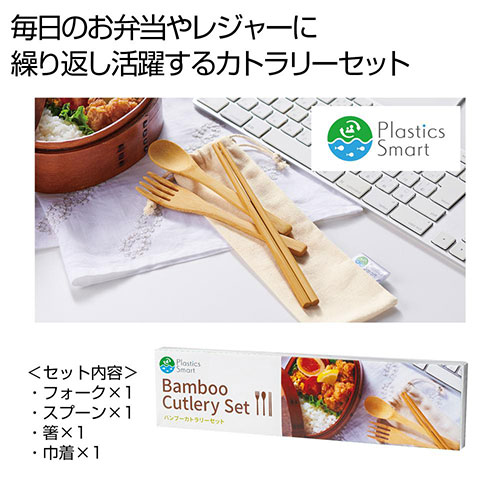 毎日のお弁当やレジャーに
繰り返し活躍するカトラリーセット
Plastics
Smart
＜セット内容＞
・フォーク×1
・スプーン×1
・箸×1
・巾着×1
Plastics
Smart
Bamboo
Cutlery Set
バンブーカトラリーセット